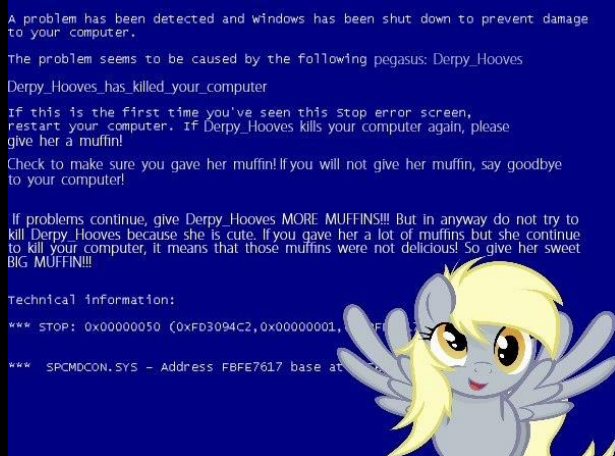 A problem has been detected and Windows has been shut down to prevent damage
to your computer.
The problem seems to be caused by the following pegasus: Derpy_Hooves
Derpy_Hooves_has_killed_your_computer
If this is the first time you've seen this Stop error screen,
restart your computer. If Derpy_Hooves kills your computer again, please
give her a muffin!
Check to make sure you gave her muffin! If you will not give her muffin, say goodbye
to your computer!
If problems continue, give Derpy_Hooves MORE MUFFINS!!! But in anyway do not try to
kill Derpy_Hooves because she is cute. If you gave her a lot of muffins but she continue
to kill your computer, it means that those muffins were not delicious! So give her sweet
BIG MUFFIN!!!
Technical information:
*** STOP: 0x00000050 (0xFD3094C2,0x00000001,
*** SPCMDCON.SYS – Address FBFE7617 base at